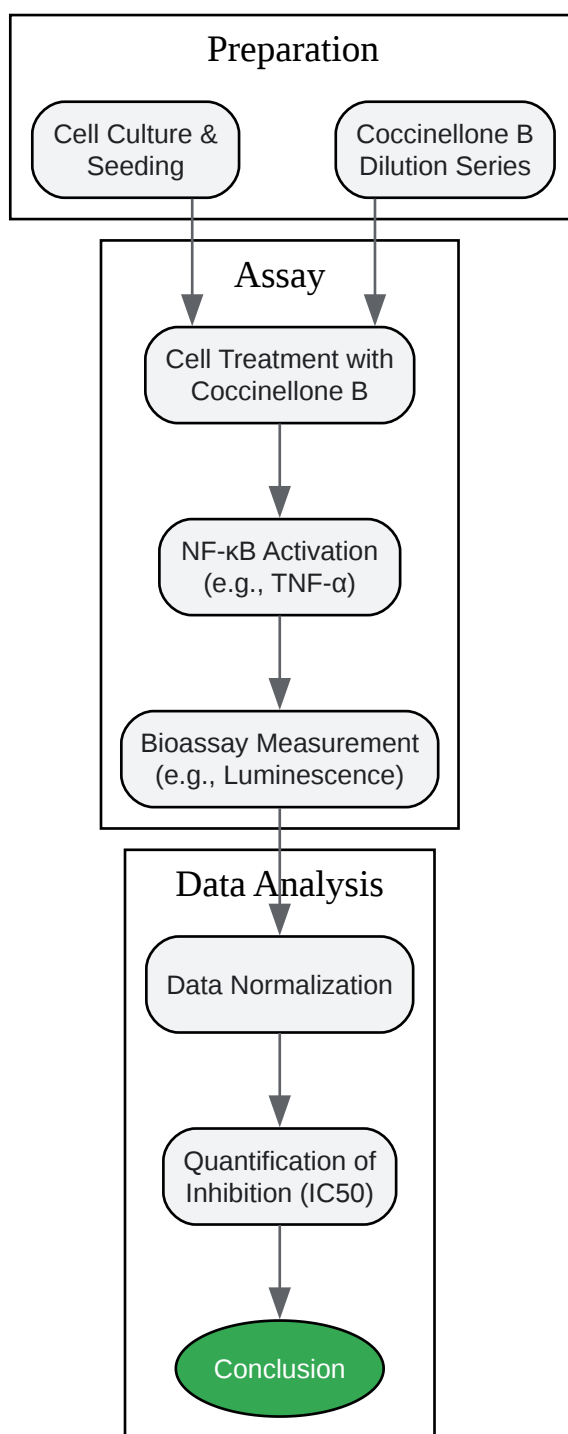 Preparation
Cell Culture &
Seeding
Coccinellone B
Dilution Series
Assay
Cell Treatment with
Coccinellone B
NF-κB Activation
(e.g., TNF-α)
Bioassay Measurement
(e.g., Luminescence)
Data Analysis
Data Normalization
Quantification of
Inhibition (IC50)
Conclusion